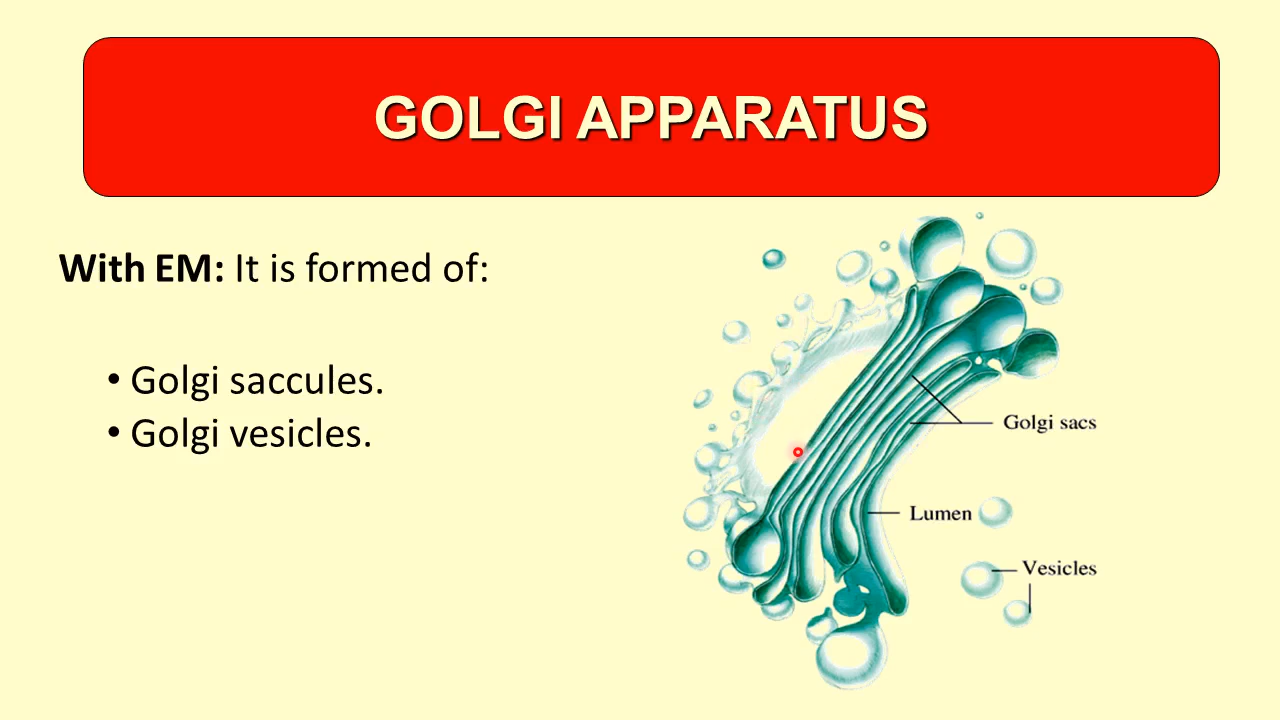 GOLGI APPARATUS
With EM: It is formed of:
• Golgi saccules.
• Golgi vesicles.
Golgi sacs
Lumen
Vesicles